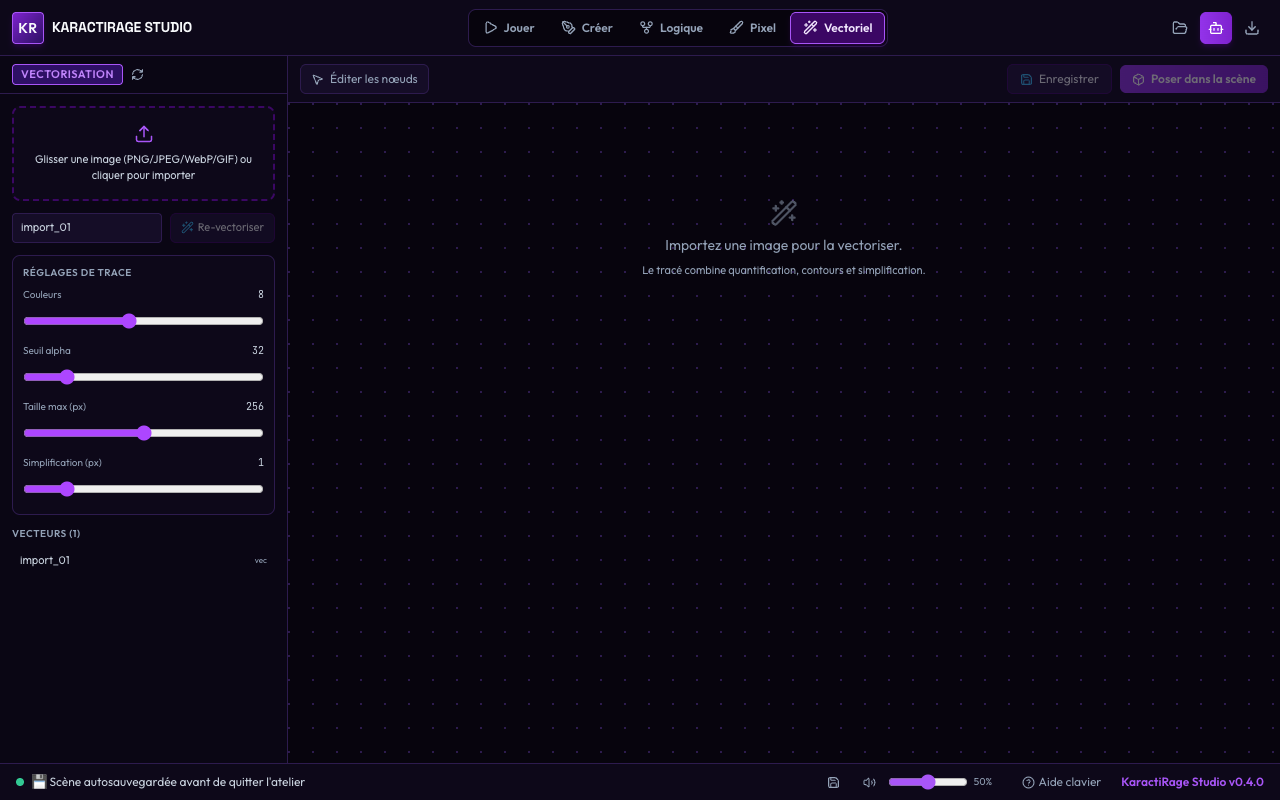 KR KARACTIRAGE STUDIO
Jouer
Créer
Logique
Pixel
Vectoriel
VECTORISATION
Éditer les nœuds
Enregistrer
Poser dans la scène
Glisser une image (PNG/JPEG/WebP/GIF) ou
cliquer pour importer
import_01
Re-vectoriser
RÉGLAGES DE TRACE
Couleurs 8
Seuil alpha 32
Taille max (px) 256
Simplification (px) 1
VECTEURS (1)
import_01 vec
Importez une image pour la vectoriser.
Le tracé combine quantification, contours et simplification.
Scène autosauvegardée avant de quitter l'atelier
50%
Aide clavier
KaractiRage Studio v0.4.0